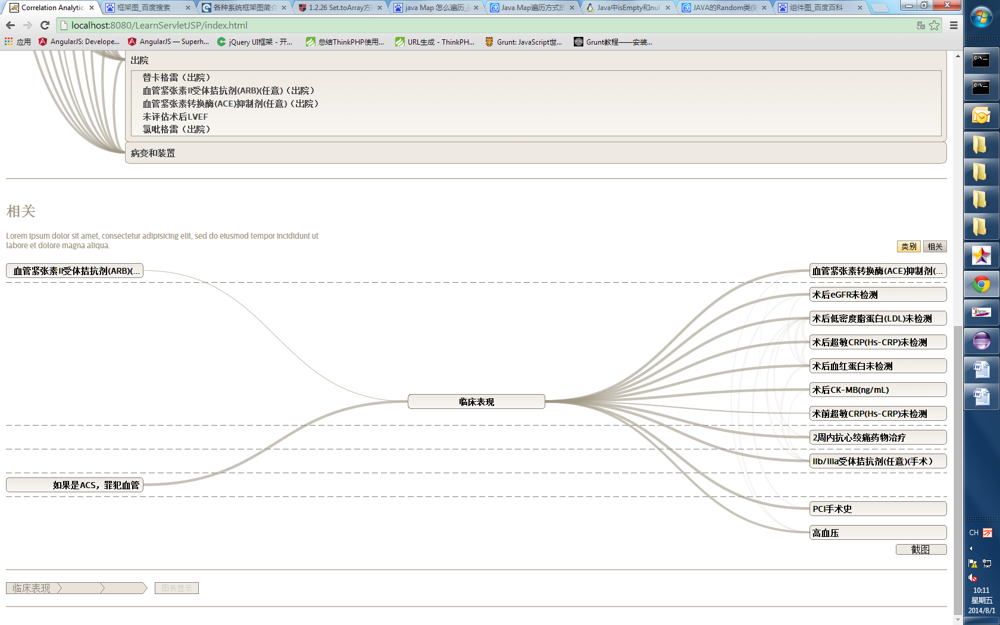 Correlation Analytic
框架图_百度搜索
各种系统框架图简介
1.2.26 Set.toArray方
java Map 怎么遍历_
Java Map遍历方式的
Java中isEmpty和nul
JAVA的Random类(
组件图_百度百科
localhost:8080/LearnServletJSP/index.html
应用
AngularJS: Develope...
AngularJS — Superh...
jQuery UI框架 - 开...
总结ThinkPHP使用...
URL生成 - ThinkPH...
Grunt: JavaScript世...
Grunt教程——安装...
出院
替卡格雷（出院）
血管紧张素II受体拮抗剂(ARB)(任意)（出院）
血管紧张素转换酶(ACE)抑制剂(任意)（出院）
未评估术后LVEF
氯吡格雷（出院）
病变和装置
相关
Lorem ipsum dolor sit amet, consectetur adipisicing elit, sed do eiusmod tempor incididunt ut
labore et dolore magna aliqua.
类别
相关
血管紧张素II受体拮抗剂(ARB)(...
如果是ACS，罪犯血管
临床表现
血管紧张素转换酶(ACE)抑制剂(...
术后eGFR未检测
术后低密度脂蛋白(LDL)未检测
术后超敏CRP(Hs-CRP)未检测
术后血红蛋白未检测
术后CK-MB(ng/mL)
术前超敏CRP(Hs-CRP)未检测
2周内抗心绞痛药物治疗
IIb/IIIa受体拮抗剂(任意)(手术）
PCI手术史
高血压
截图
临床表现
图表显示
CH
10:11
星期五
2014/8/1